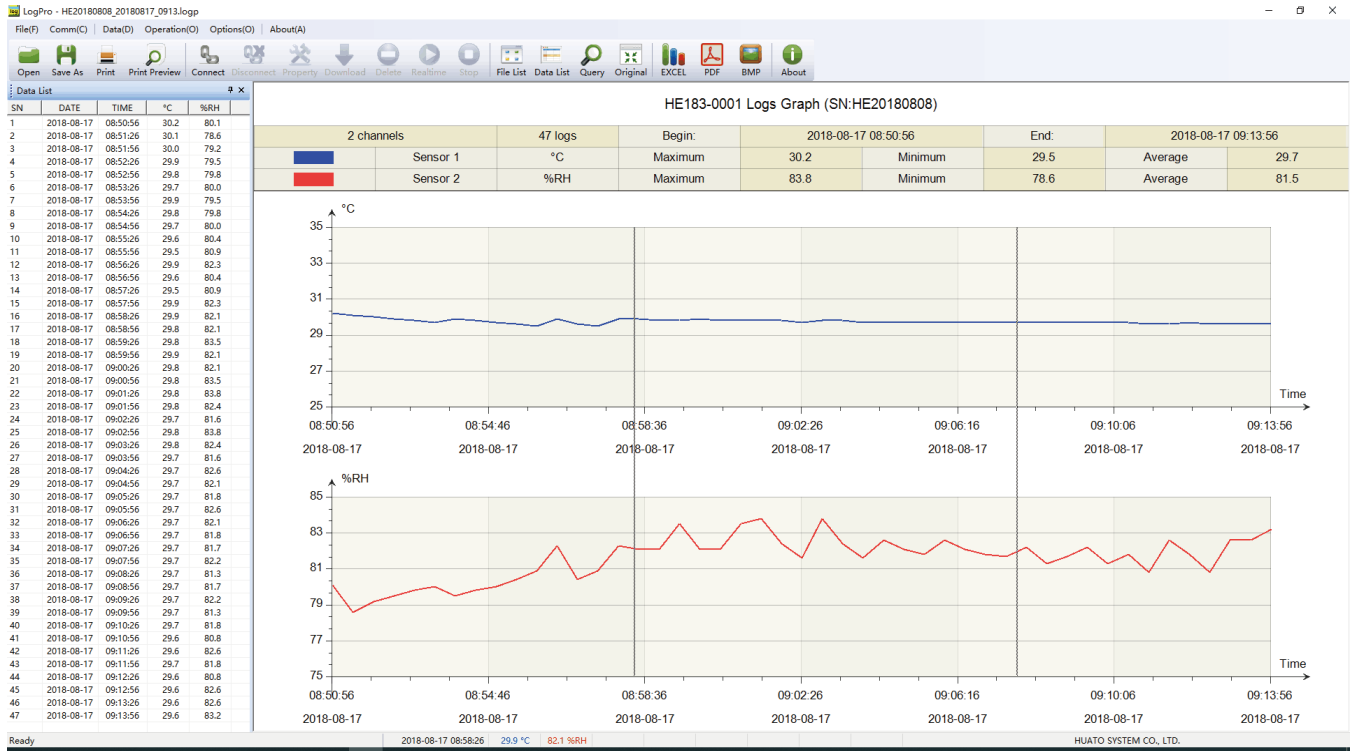 LogPro - HE20180808_20180817_0913.logp
File(F) Comm(C) Data(D) Operation(O) Options(O) About(A)
Open Save As Print Print Preview Connect Disconnect Property Download Delete Realtime Stop File List Data List Query Original EXCEL PDF BMP About
Data List
SN DATE TIME °C %RH
1 2018-08-17 08:50:56 30.2 80.1
2 2018-08-17 08:51:26 30.1 78.6
3 2018-08-17 08:51:56 30.0 79.2
4 2018-08-17 08:52:26 29.9 79.5
5 2018-08-17 08:52:56 29.8 79.8
6 2018-08-17 08:53:26 29.7 80.0
7 2018-08-17 08:53:56 29.9 79.5
8 2018-08-17 08:54:26 29.8 79.8
9 2018-08-17 08:54:56 29.7 80.0
10 2018-08-17 08:55:26 29.6 80.4
11 2018-08-17 08:55:56 29.5 80.9
12 2018-08-17 08:56:26 29.9 82.3
13 2018-08-17 08:56:56 29.6 80.4
14 2018-08-17 08:57:26 29.5 80.9
15 2018-08-17 08:57:56 29.9 82.3
16 2018-08-17 08:58:26 29.9 82.1
17 2018-08-17 08:58:56 29.8 82.1
18 2018-08-17 08:59:26 29.8 83.5
19 2018-08-17 08:59:56 29.9 82.1
20 2018-08-17 09:00:26 29.8 82.1
21 2018-08-17 09:00:56 29.8 83.5
22 2018-08-17 09:01:26 29.8 83.8
23 2018-08-17 09:01:56 29.8 82.4
24 2018-08-17 09:02:26 29.7 81.6
25 2018-08-17 09:02:56 29.8 83.8
26 2018-08-17 09:03:26 29.8 82.4
27 2018-08-17 09:03:56 29.7 81.6
28 2018-08-17 09:04:26 29.7 82.6
29 2018-08-17 09:04:56 29.7 82.1
30 2018-08-17 09:05:26 29.7 81.8
31 2018-08-17 09:05:56 29.7 82.6
32 2018-08-17 09:06:26 29.7 82.1
33 2018-08-17 09:06:56 29.7 81.8
34 2018-08-17 09:07:26 29.7 81.7
35 2018-08-17 09:07:56 29.7 82.2
36 2018-08-17 09:08:26 29.7 81.3
37 2018-08-17 09:08:56 29.7 81.7
38 2018-08-17 09:09:26 29.7 82.2
39 2018-08-17 09:09:56 29.7 81.3
40 2018-08-17 09:10:26 29.7 81.8
41 2018-08-17 09:10:56 29.6 80.8
42 2018-08-17 09:11:26 29.6 82.6
43 2018-08-17 09:11:56 29.7 81.8
44 2018-08-17 09:12:26 29.6 80.8
45 2018-08-17 09:12:56 29.6 82.6
46 2018-08-17 09:13:26 29.6 82.6
47 2018-08-17 09:13:56 29.6 83.2
HE183-0001 Logs Graph (SN:HE20180808)
2 channels 47 logs Begin: 2018-08-17 08:50:56 End: 2018-08-17 09:13:56
Sensor 1 °C Maximum 30.2 Minimum 29.5 Average 29.7
Sensor 2 %RH Maximum 83.8 Minimum 78.6 Average 81.5
°C
35
33
31
29
27
25
Time
08:50:56 08:54:46 08:58:36 09:02:26 09:06:16 09:10:06 09:13:56
2018-08-17 2018-08-17 2018-08-17 2018-08-17 2018-08-17 2018-08-17 2018-08-17
%RH
85
83
81
79
77
75
Time
08:50:56 08:54:46 08:58:36 09:02:26 09:06:16 09:10:06 09:13:56
2018-08-17 2018-08-17 2018-08-17 2018-08-17 2018-08-17 2018-08-17 2018-08-17
Ready 2018-08-17 08:58:26 29.9 °C 82.1 %RH HUATO SYSTEM CO., LTD.